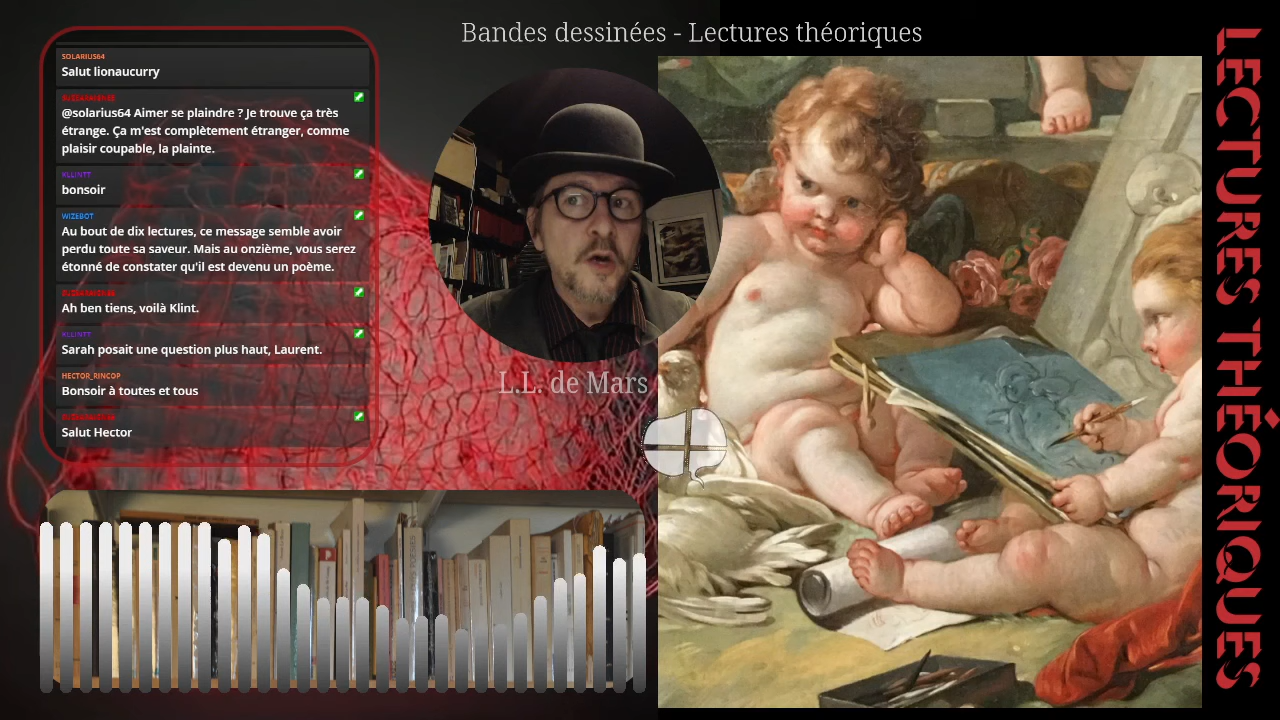 Bandes dessinées - Lectures théoriques
SOLARIUS64
Salut lionaucurry
@solarius64 Aimer se plaindre ? Je trouve ça très
étrange. Ça m'est complètement étranger, comme
plaisir coupable, la plainte.
KLLINTT
bonsoir
WIZEBOT
Au bout de dix lectures, ce message semble avoir
perdu toute sa saveur. Mais au onzième, vous serez
étonné de constater qu'il est devenu un poème.
Ah ben tiens, voilà Klint.
KLLINTT
Sarah posait une question plus haut, Laurent.
HECTOR_RINCOP
Bonsoir à toutes et tous
Salut Hector
L.L. de Mars
LECTURES THÉORIQUES